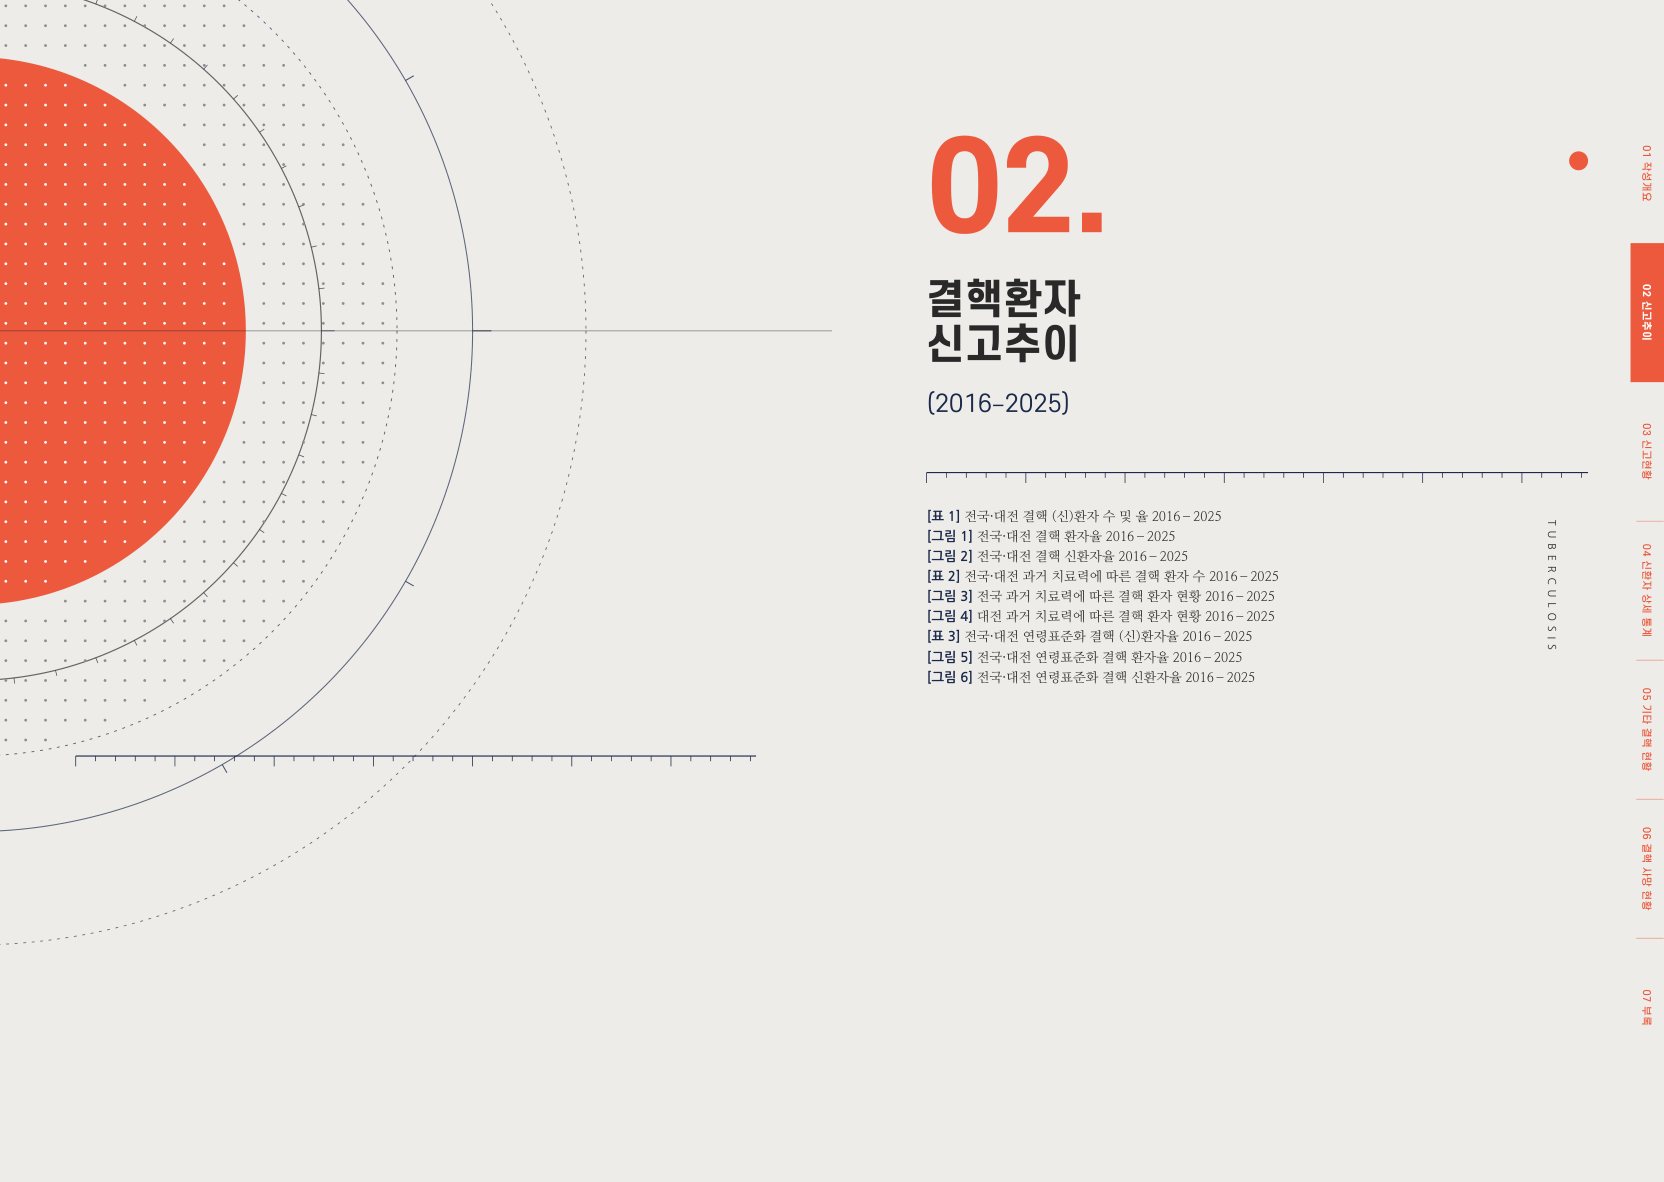 02.
결핵환자
신고추이
(2016–2025)
[표 1] 전국·대전 결핵 (신)환자 수 및 율 2016 – 2025
[그림 1] 전국·대전 결핵 환자율 2016 – 2025
[그림 2] 전국·대전 결핵 신환자율 2016 – 2025
[표 2] 전국·대전 과거 치료력에 따른 결핵 환자 수 2016 – 2025
[그림 3] 전국 과거 치료력에 따른 결핵 환자 현황 2016 – 2025
[그림 4] 대전 과거 치료력에 따른 결핵 환자 현황 2016 – 2025
[표 3] 전국·대전 연령표준화 결핵 (신)환자율 2016 – 2025
[그림 5] 전국·대전 연령표준화 결핵 환자율 2016 – 2025
[그림 6] 전국·대전 연령표준화 결핵 신환자율 2016 – 2025
TUBERCULOSIS
01 작성개요
02 신고추이
03 신고현황
04 신환자 상세 통계
05 기타 결핵 현황
06 결핵 사망 현황
07 부록